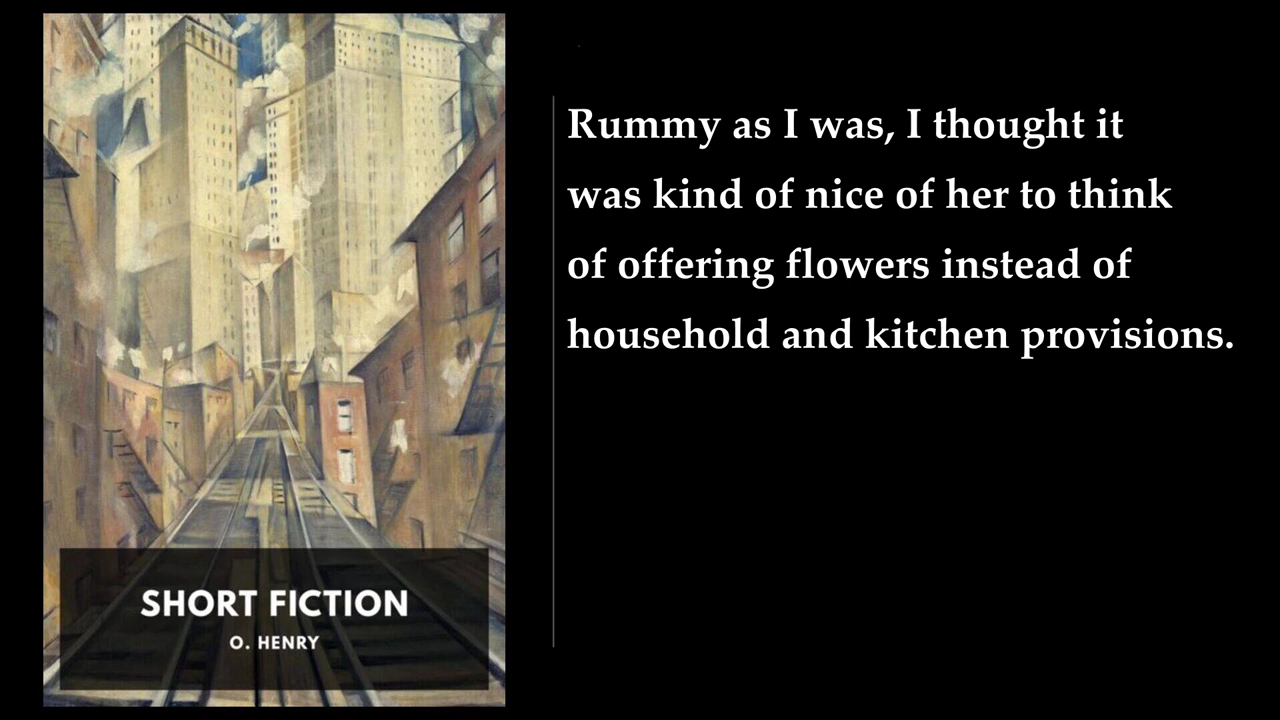 Rummy as I was, I thought it
was kind of nice of her to think
of offering flowers instead of
household and kitchen provisions.
SHORT FICTION
O. HENRY